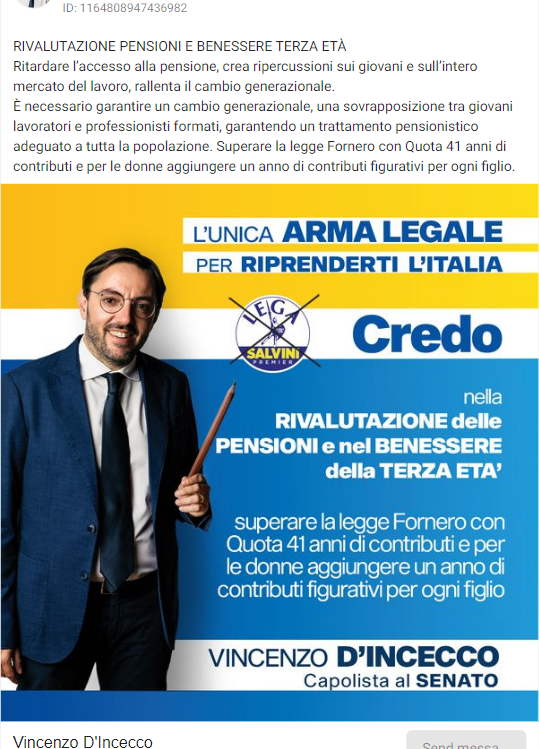 ID: 1164808947436982
RIVALUTAZIONE PENSIONI E BENESSERE TERZA ETÀ
Ritardare l'accesso alla pensione, crea ripercussioni sui giovani e sull'intero
mercato del lavoro, rallenta il cambio generazionale.
È necessario garantire un cambio generazionale, una sovrapposizione tra giovani
lavoratori e professionisti formati, garantendo un trattamento pensionistico
adeguato a tutta la popolazione. Superare la legge Fornero con Quota 41 anni di
contributi e per le donne aggiungere un anno di contributi figurativi per ogni figlio.
L'UNICA ARMA LEGALE
PER RIPRENDERTI L'ITALIA
LEGA
SALVINI
PREMIER
Credo
nella
RIVALUTAZIONE delle
PENSIONI e nel BENESSERE
della TERZA ETA'
superare la legge Fornero con
Quota 41 anni di contributi e per
le donne aggiungere un anno di
contributi figurativi per ogni figlio
VINCENZO D'INCECCO
Capolista al SENATO
Vincenzo D'Incecco
Send messa...